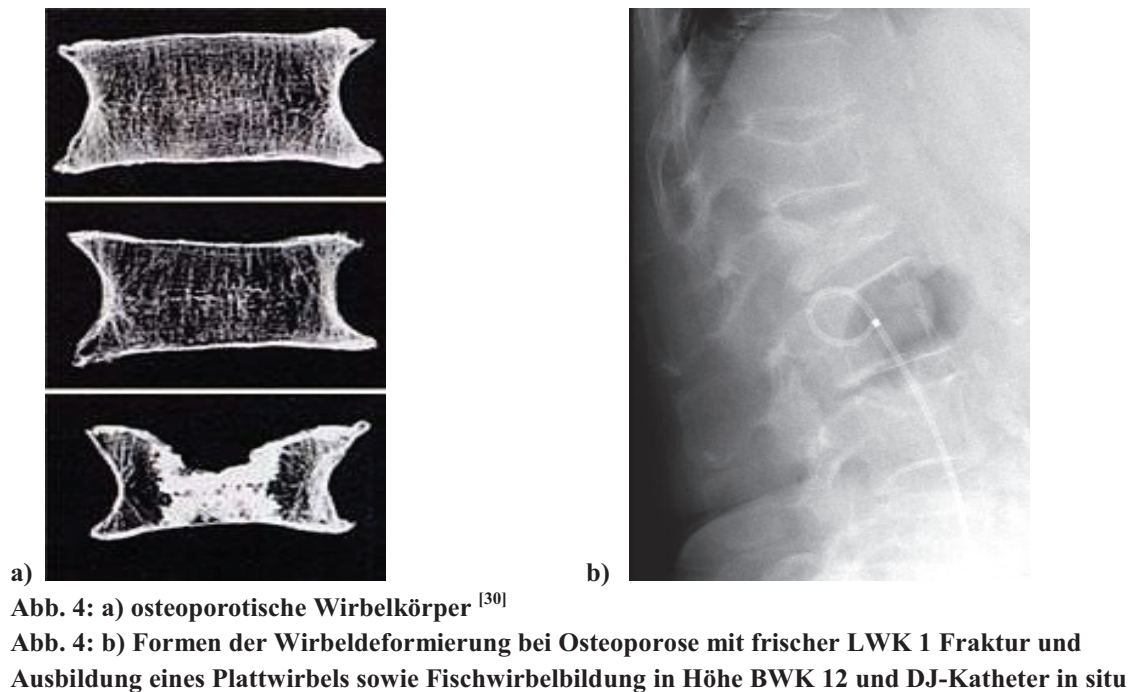 a) b)
Abb. 4: a) osteoporotische Wirbelkörper [30]
Abb. 4: b) Formen der Wirbeldeformierung bei Osteoporose mit frischer LWK 1 Fraktur und
Ausbildung eines Plattwirbels sowie Fischwirbelbildung in Höhe BWK 12 und DJ-Katheter in situ